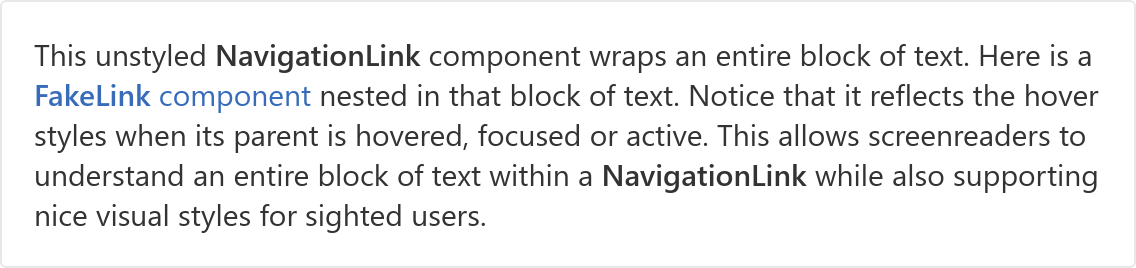 This unstyled NavigationLink component wraps an entire block of text. Here is a
FakeLink component nested in that block of text. Notice that it reflects the hover
styles when its parent is hovered, focused or active. This allows screenreaders to
understand an entire block of text within a NavigationLink while also supporting
nice visual styles for sighted users.